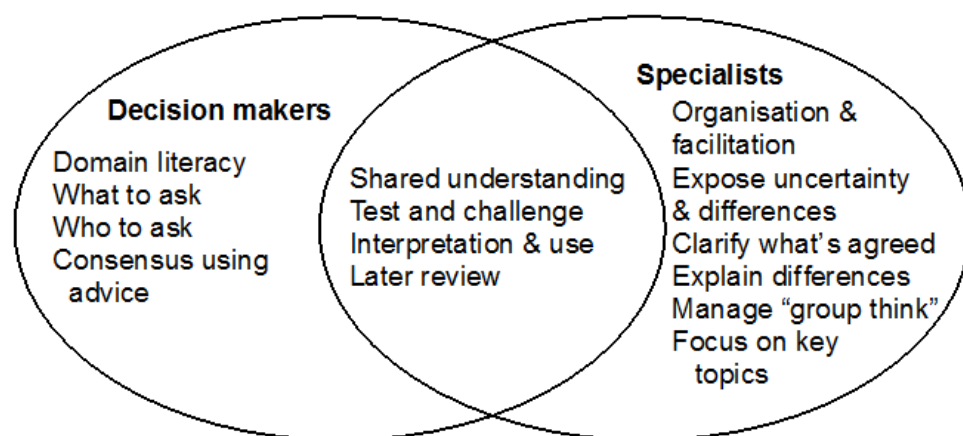 Decision makers
Domain literacy
What to ask
Who to ask
Consensus using
advice
Shared understanding
Test and challenge
Interpretation & use
Later review
Specialists
Organisation &
facilitation
Expose uncertainty
& differences
Clarify what's agreed
Explain differences
Manage “group think”
Focus on key
topics